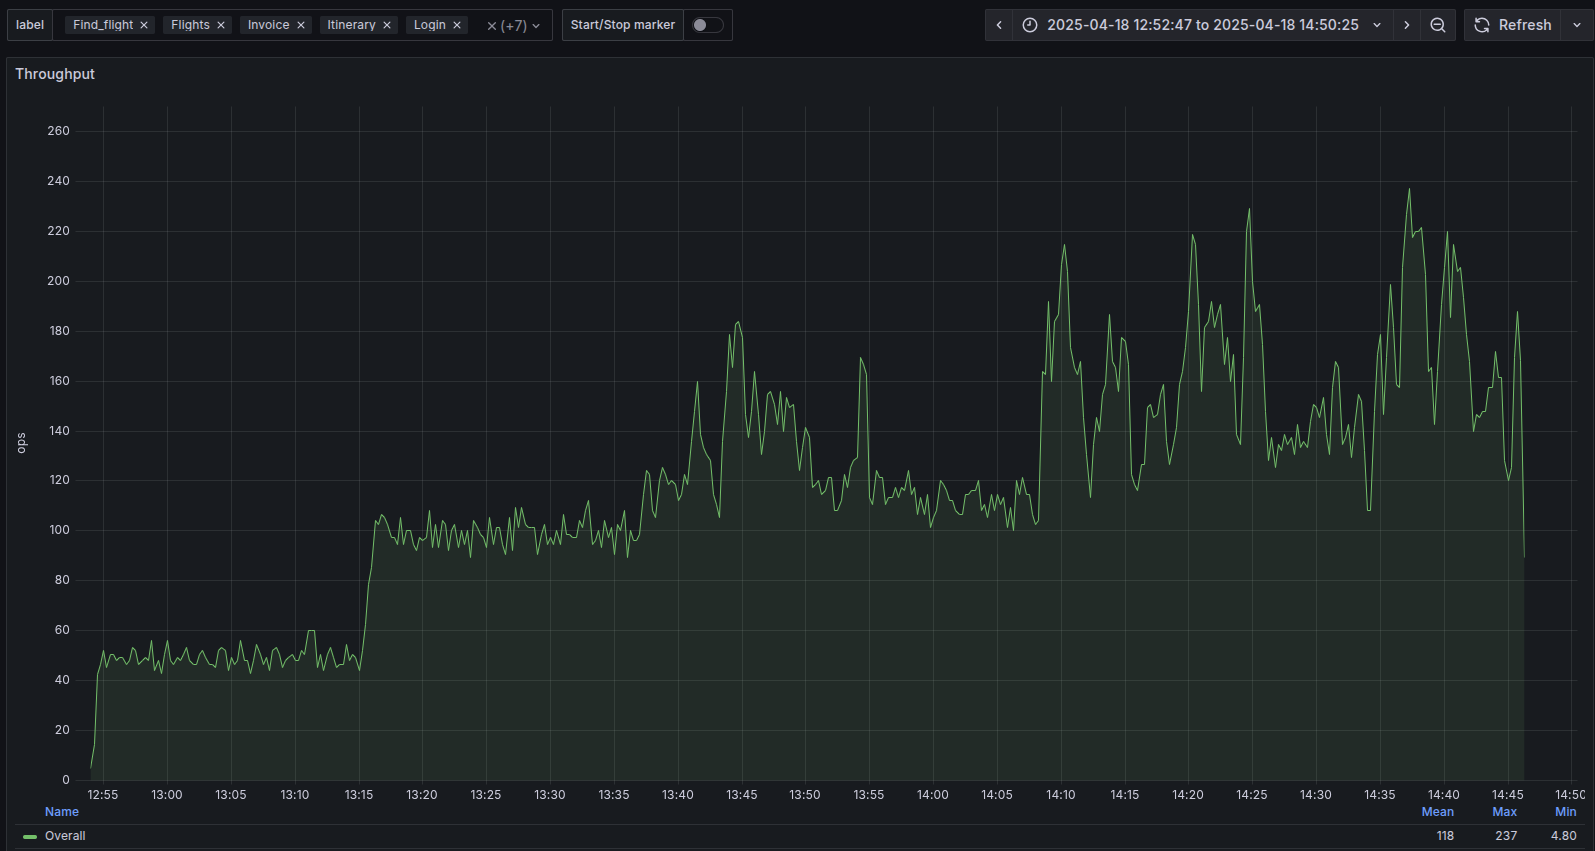 label Find_flight × Flights × Invoice × Itinerary × Login × × (+7) Start/Stop marker 2025-04-18 12:52:47 to 2025-04-18 14:50:25 Refresh
Throughput
260
240
220
200
180
160
140
120
100
80
60
40
20
0
ops
12:55 13:00 13:05 13:10 13:15 13:20 13:25 13:30 13:35 13:40 13:45 13:50 13:55 14:00 14:05 14:10 14:15 14:20 14:25 14:30 14:35 14:40 14:45 14:50
Name Mean Max Min
Overall 118 237 4.80